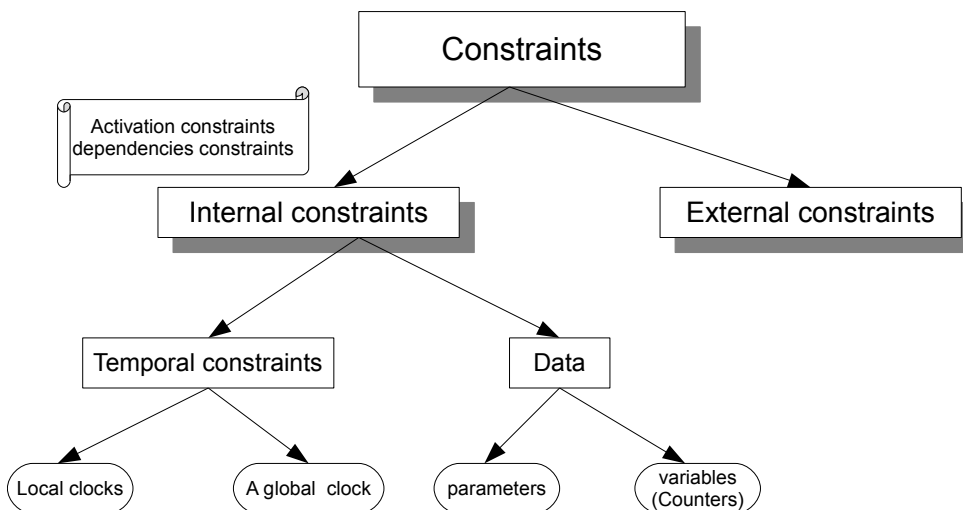 Constraints
Activation constraints
dependencies constraints
Internal constraints
External constraints
Temporal constraints
Data
Local clocks
A global clock
parameters
variables
(Counters)